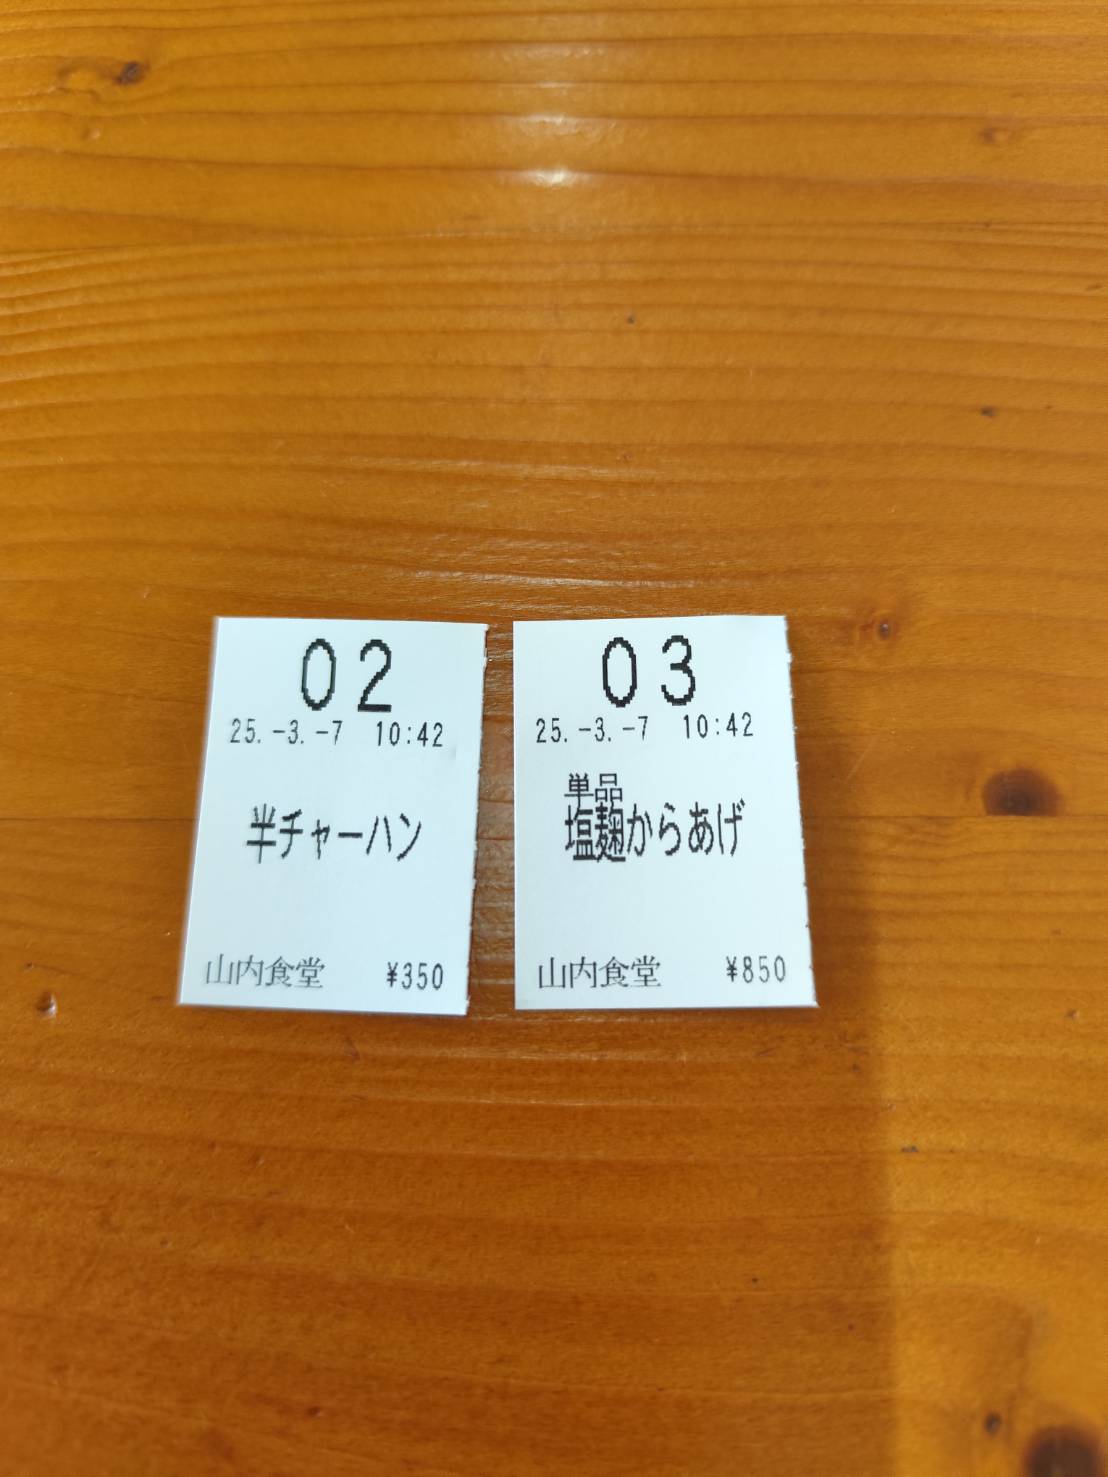 02
25.-3.-7 10:42
半チャーハン
山内食堂 ¥350
03
25.-3.-7 10:42
単品
塩麹からあげ
山内食堂 ¥850